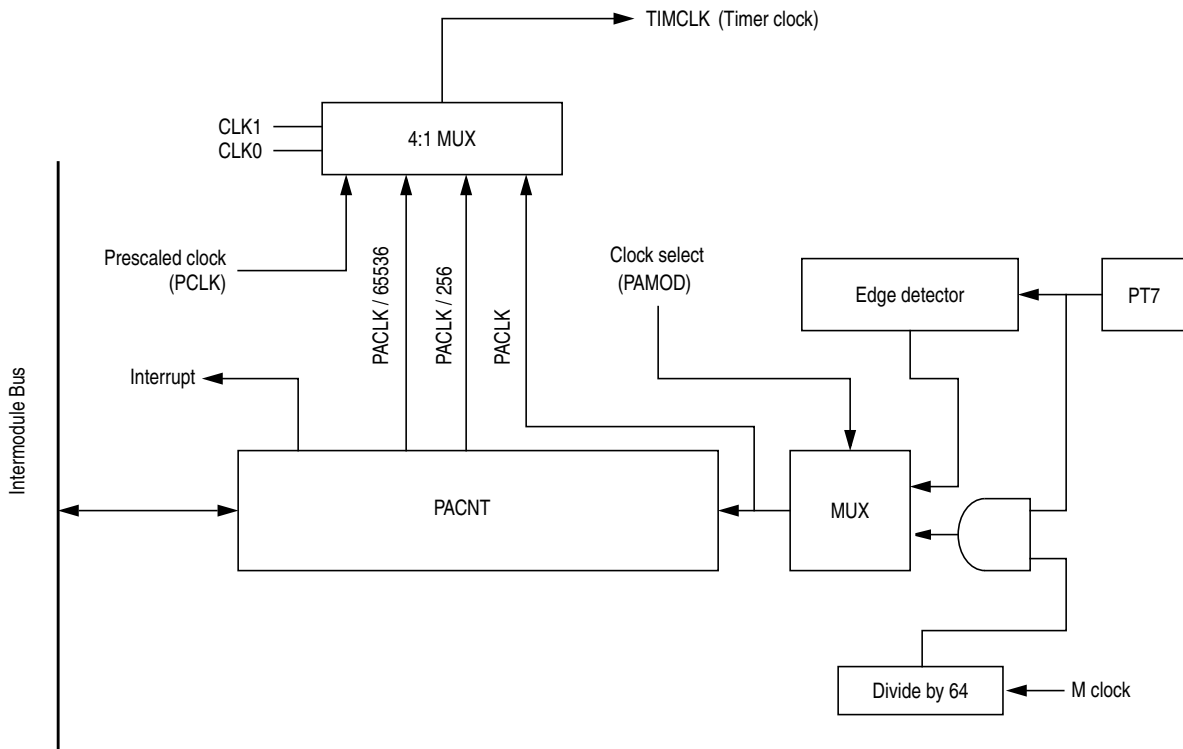 TIMCLK (Timer clock)
CLK1
CLK0
4:1 MUX
Prescaled clock
(PCLK)
PACLK / 65536
PACLK / 256
PACLK
Clock select
(PAMOD)
Edge detector
PT7
Interrupt
Intermodule Bus
PACNT
MUX
Divide by 64
M clock